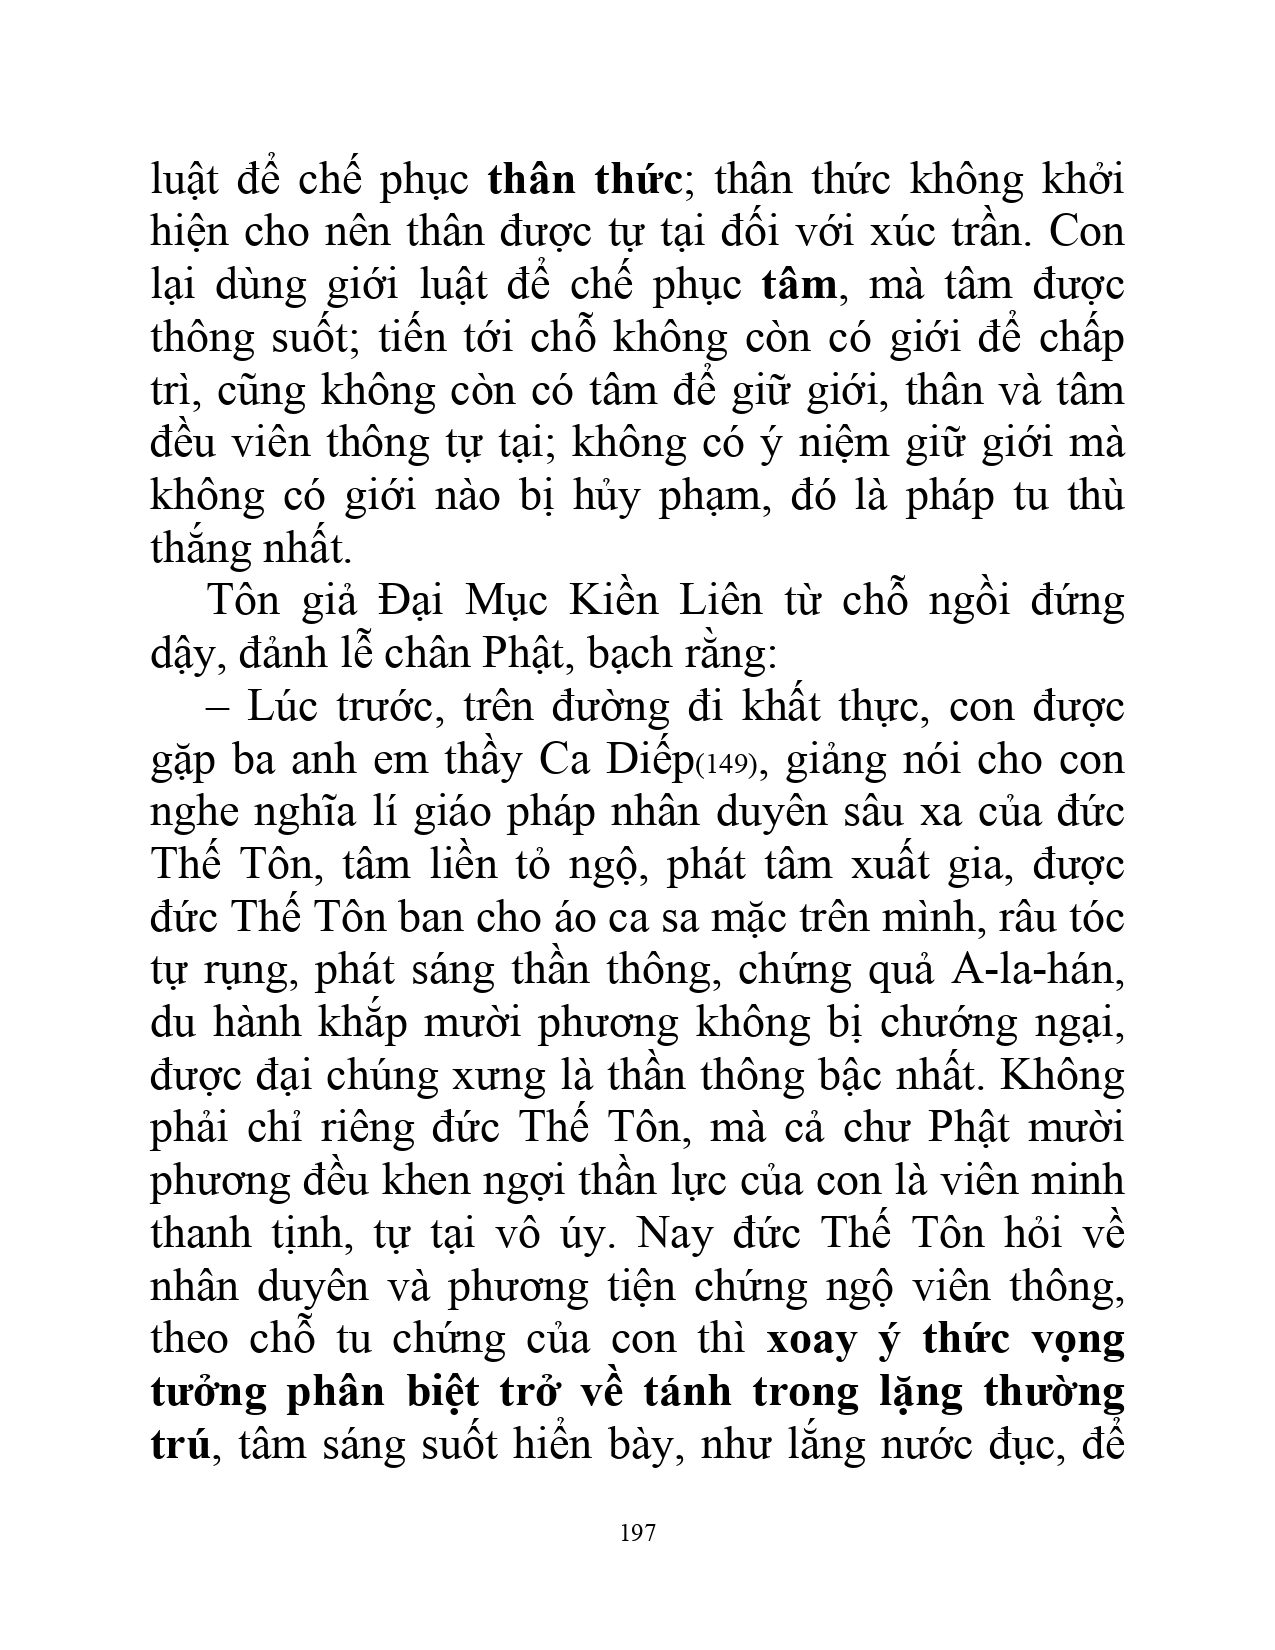 luật để chế phục thân thức; thân thức không khởi
hiện cho nên thân được tự tại đối với xúc trần. Con
lại dùng giới luật để chế phục tâm, mà tâm được
thông suốt; tiến tới chỗ không còn có giới để chấp
trì, cũng không còn có tâm để giữ giới, thân và tâm
đều viên thông tự tại; không có ý niệm giữ giới mà
không có giới nào bị hủy phạm, đó là pháp tu thù
thắng nhất.
Tôn giả Đại Mục Kiền Liên từ chỗ ngồi đứng
dậy, đảnh lễ chân Phật, bạch rằng:
– Lúc trước, trên đường đi khất thực, con được
gặp ba anh em thầy Ca Diếp(149), giảng nói cho con
nghe nghĩa lí giáo pháp nhân duyên sâu xa của đức
Thế Tôn, tâm liền tỏ ngộ, phát tâm xuất gia, được
đức Thế Tôn ban cho áo ca sa mặc trên mình, râu tóc
tự rụng, phát sáng thần thông, chứng quả A-la-hán,
du hành khắp mười phương không bị chướng ngại,
được đại chúng xưng là thần thông bậc nhất. Không
phải chỉ riêng đức Thế Tôn, mà cả chư Phật mười
phương đều khen ngợi thần lực của con là viên minh
thanh tịnh, tự tại vô úy. Nay đức Thế Tôn hỏi về
nhân duyên và phương tiện chứng ngộ viên thông,
theo chỗ tu chứng của con thì xoay ý thức vọng
tưởng phân biệt trở về tánh trong lặng thường
trú, tâm sáng suốt hiển bày, như lắng nước đục, để
197